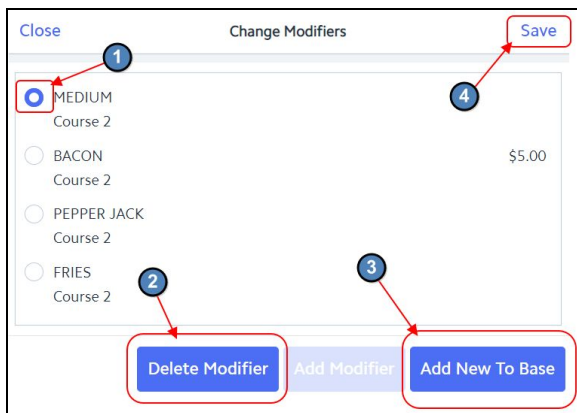 Close Change Modifiers Save
1
4
MEDIUM
Course 2
BACON $5.00
Course 2
PEPPER JACK
Course 2
FRIES
Course 2
2
3
Delete Modifier Add Modifier Add New To Base